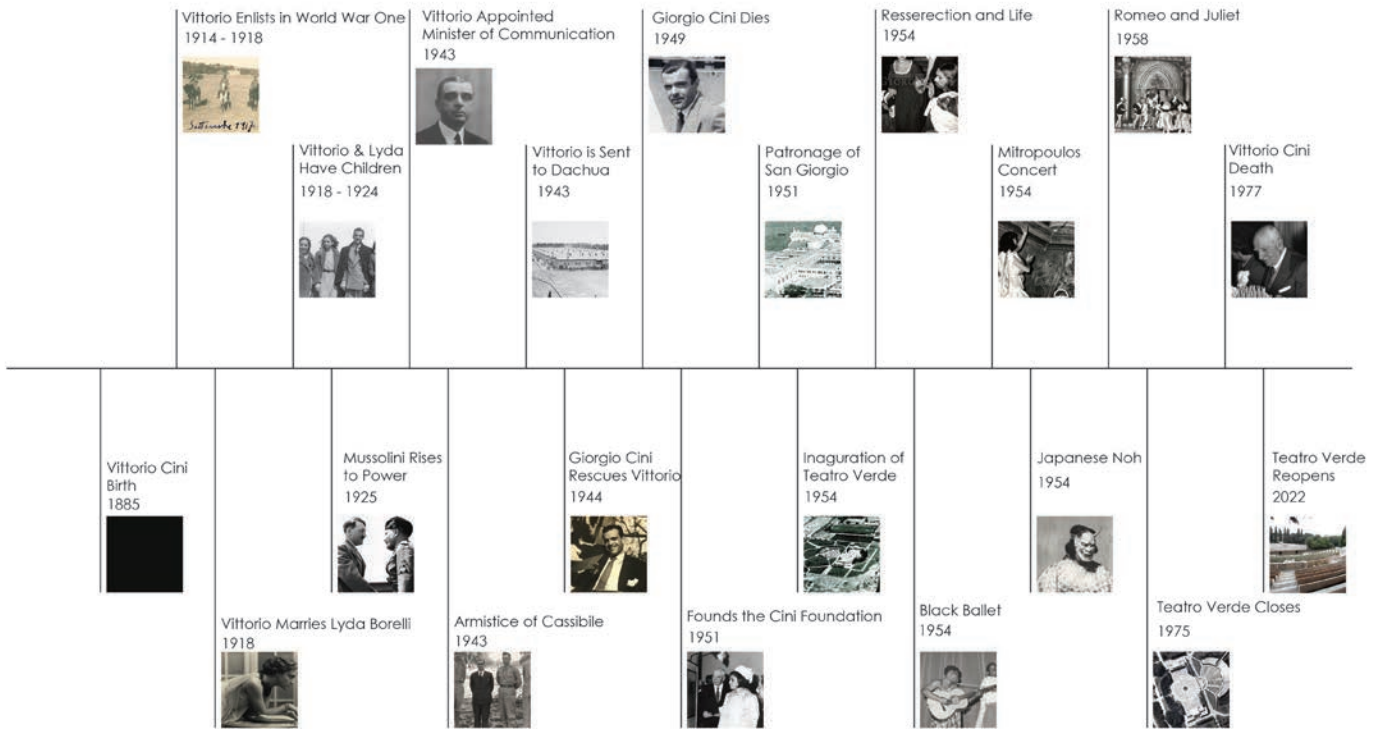 Vittorio Enlists in World War One
1914 - 1918
Settembre 1917
Vittorio Appointed
Minister of Communication
1943
Giorgio Cini Dies
1949
Resserection and Life
1954
Romeo and Juliet
1958
Vittorio & Lyda
Have Children
1918 - 1924
Vittorio is Sent
to Dachua
1943
Patronage of
San Giorgio
1951
Mitropoulos
Concert
1954
Vittorio Cini
Death
1977
Vittorio Cini
Birth
1885
Mussolini Rises
to Power
1925
Giorgio Cini
Rescues Vittorio
1944
Inaguration of
Teatro Verde
1954
Japanese Noh
1954
Teatro Verde
Reopens
2022
Vittorio Marries Lyda Borelli
1918
Armistice of Cassibile
1943
Founds the Cini Foundation
1951
Black Ballet
1954
Teatro Verde Closes
1975